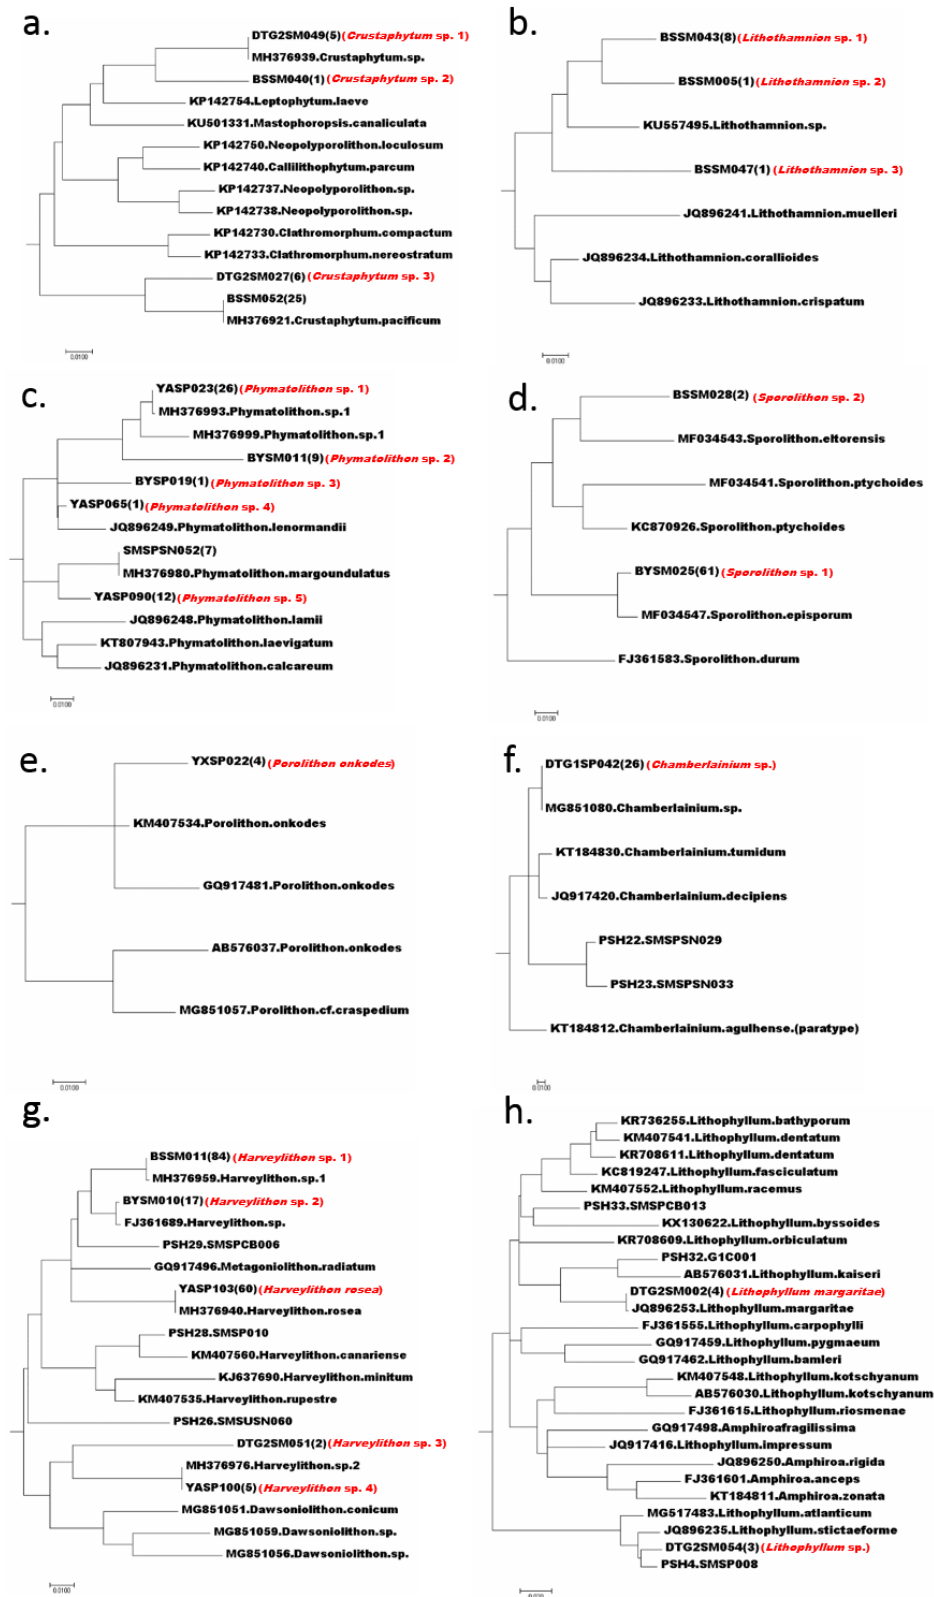 a.
DTG2SM049(5) (Crustaphytum sp. 1)
MH376939.Crustaphytum.sp.
BSSM040(1) (Crustaphytum sp. 2)
KP142754.Leptophytum.laeve
KU501331.Mastophoropsis.canaliculata
KP142750.Neopolyporolithon.loculosum
KP142740.Callilithophytum.parcum
KP142737.Neopolyporolithon.sp.
KP142738.Neopolyporolithon.sp.
KP142730.Clathromorphum.compactum
KP142733.Clathromorphum.nereostratum
DTG2SM027(6) (Crustaphytum sp. 3)
BSSM052(25)
MH376921.Crustaphytum.pacificum
0.0100
b.
BSSM043(8) (Lithothamnion sp. 1)
BSSM005(1) (Lithothamnion sp. 2)
KU557495.Lithothamnion.sp.
BSSM047(1) (Lithothamnion sp. 3)
JQ896241.Lithothamnion.muelleri
JQ896234.Lithothamnion.corallioides
JQ896233.Lithothamnion.crispatum
0.0100
c.
YASP023(26) (Phymatolithon sp. 1)
MH376993.Phymatolithon.sp.1
MH376999.Phymatolithon.sp.1
BYSM011(9) (Phymatolithon sp. 2)
BYSP019(1) (Phymatolithon sp. 3)
YASP065(1) (Phymatolithon sp. 4)
JQ896249.Phymatolithon.lenormandii
SMSPSN052(7)
MH376980.Phymatolithon.margoundulatus
YASP090(12) (Phymatolithon sp. 5)
JQ896248.Phymatolithon.lamii
KT807943.Phymatolithon.laevigatum
JQ896231.Phymatolithon.calcareum
0.0100
d.
BSSM028(2) (Sporolithon sp. 2)
MF034543.Sporolithon.eltorensis
MF034541.Sporolithon.ptychoides
KC870926.Sporolithon.ptychoides
BYSM025(61) (Sporolithon sp. 1)
MF034547.Sporolithon.episporum
FJ361583.Sporolithon.durum
0.0100
e.
YXSP022(4) (Porolithon onkodes)
KM407534.Porolithon.onkodes
GQ917481.Porolithon.onkodes
AB576037.Porolithon.onkodes
MG851057.Porolithon.cf.craspedium
0.0100
f.
DTG1SP042(26) (Chamberlainium sp.)
MG851080.Chamberlainium.sp.
KT184830.Chamberlainium.tumidum
JQ917420.Chamberlainium.decipiens
PSH22.SMSPSN029
PSH23.SMSPSN033
KT184812.Chamberlainium.agulhense.(paratype)
0.0100
g.
BSSM011(84) (Harveylithon sp. 1)
MH376959.Harveylithon.sp.1
BYSM010(17) (Harveylithon sp. 2)
FJ361689.Harveylithon.sp.
PSH29.SMSPCB006
GQ917496.Metagoniolithon.radiatum
YASP103(60) (Harveylithon rosea)
MH376940.Harveylithon.rosea
PSH28.SMSP010
KM407560.Harveylithon.canariense
KJ637690.Harveylithon.minitum
KM407535.Harveylithon.rupestre
PSH26.SMSUSN060
DTG2SM051(2) (Harveylithon sp. 3)
MH376976.Harveylithon.sp.2
YASP100(5) (Harveylithon sp. 4)
MG851051.Dawsoniolithon.conicum
MG851059.Dawsoniolithon.sp.
MG851056.Dawsoniolithon.sp.
0.0100
h.
KR736255.Lithophyllum.bathyporum
KM407541.Lithophyllum.dentatum
KR708611.Lithophyllum.dentatum
KC819247.Lithophyllum.fasciculatum
KM407552.Lithophyllum.racemus
PSH33.SMSPCB013
KX130622.Lithophyllum.byssoides
KR708609.Lithophyllum.orbiculatum
PSH32.G1C001
AB576031.Lithophyllum.kaiseri
DTG2SM002(4) (Lithophyllum margaritae)
JQ896253.Lithophyllum.margaritae
FJ361555.Lithophyllum.carpophylli
GQ917459.Lithophyllum.pygmaeum
GQ917462.Lithophyllum.bamleri
KM407548.Lithophyllum.kotschyanum
AB576030.Lithophyllum.kotschyanum
FJ361615.Lithophyllum.riosmenae
GQ917498.Amphiroafragilissima
JQ917416.Lithophyllum.impressum
JQ896250.Amphiroa.rigida
FJ361601.Amphiroa.anceps
KT184811.Amphiroa.zonata
MG517483.Lithophyllum.atlanticum
JQ896235.Lithophyllum.stictaeforme
DTG2SM054(3) (Lithophyllum sp.)
PSH4.SMSP008